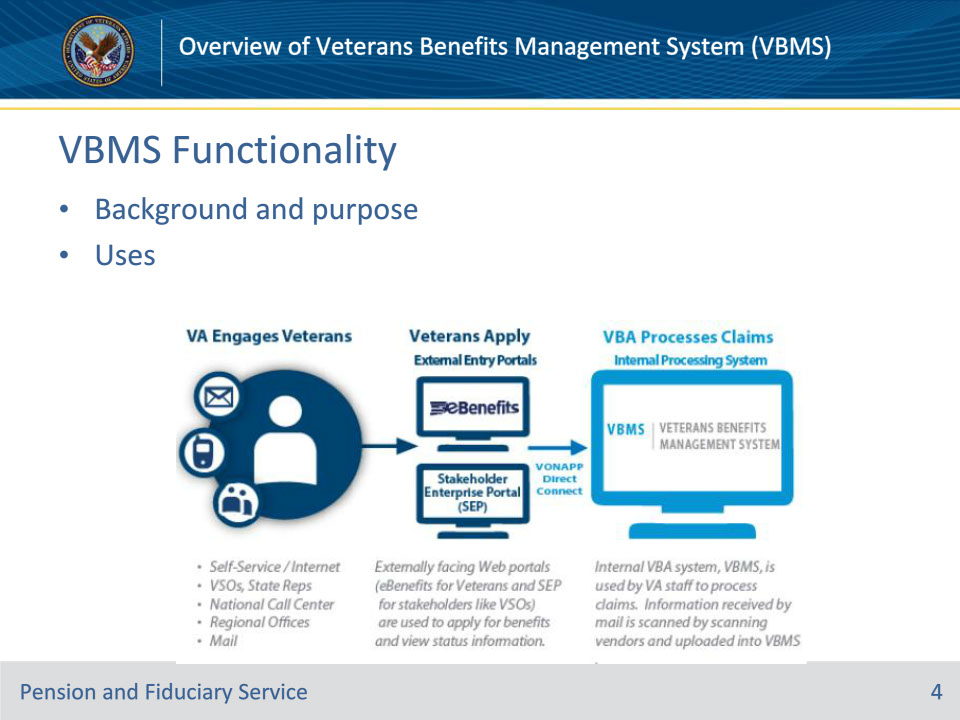 Overview of Veterans Benefits Management System (VBMS)
VBMS Functionality
• Background and purpose
• Uses
VA Engages Veterans
Veterans Apply
External Entry Portals
eBenefits
Stakeholder
Enterprise Portal
(SEP)
VONAPP
Direct
Connect
VBA Processes Claims
Internal Processing System
VBMS
VETERANS BENEFITS
MANAGEMENT SYSTEM
• Self-Service / Internet
• VSOs, State Reps
• National Call Center
• Regional Offices
• Mail
Externally facing Web portals
(eBenefits for Veterans and SEP
for stakeholders like VSOs)
are used to apply for benefits
and view status information.
Internal VBA system, VBMS, is
used by VA staff to process
claims. Information received by
mail is scanned by scanning
vendors and uploaded into VBMS
Pension and Fiduciary Service
4